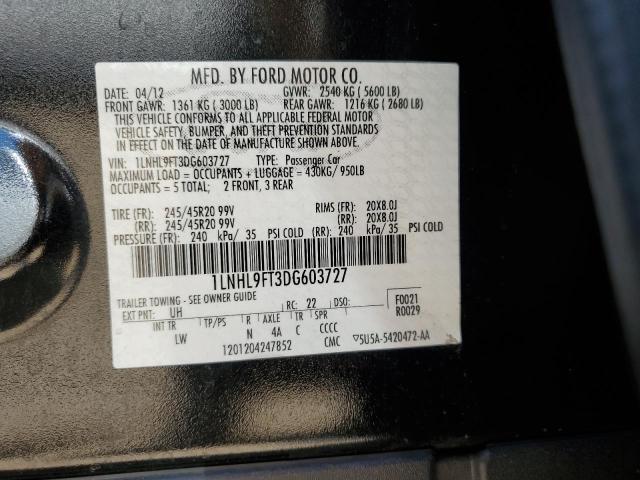 MFD. BY FORD MOTOR CO.
DATE: 04/12 GVWR: 2540 KG ( 5600 LB)
FRONT GAWR: 1361 KG ( 3000 LB) REAR GAWR: 1216 KG ( 2680 LB)
THIS VEHICLE CONFORMS TO ALL APPLICABLE FEDERAL MOTOR
VEHICLE SAFETY, BUMPER, AND THEFT PREVENTION STANDARDS
IN EFFECT ON THE DATE OF MANUFACTURE SHOWN ABOVE.
VIN: 1LNHL9FT3DG603727 TYPE: Passenger Car
MAXIMUM LOAD = OCCUPANTS + LUGGAGE = 430KG/ 950LB
OCCUPANTS = 5 TOTAL; 2 FRONT, 3 REAR
TIRE (FR): 245/45R20 99V RIMS (FR): 20X8.0J
(RR): 245/45R20 99V (RR): 20X8.0J
PRESSURE (FR): 240 kPa/ 35 PSI COLD (RR): 240 kPa/ 35 PSI COLD
1LNHL9FT3DG603727
TRAILER TOWING - SEE OWNER GUIDE
EXT PNT: UH RC: 22 DSO: F0021
R0029
INT TR TP/PS R AXLE TR SPR
LW N 4A C CCCC
1201204247852 CMC 5U5A-5420472-AA